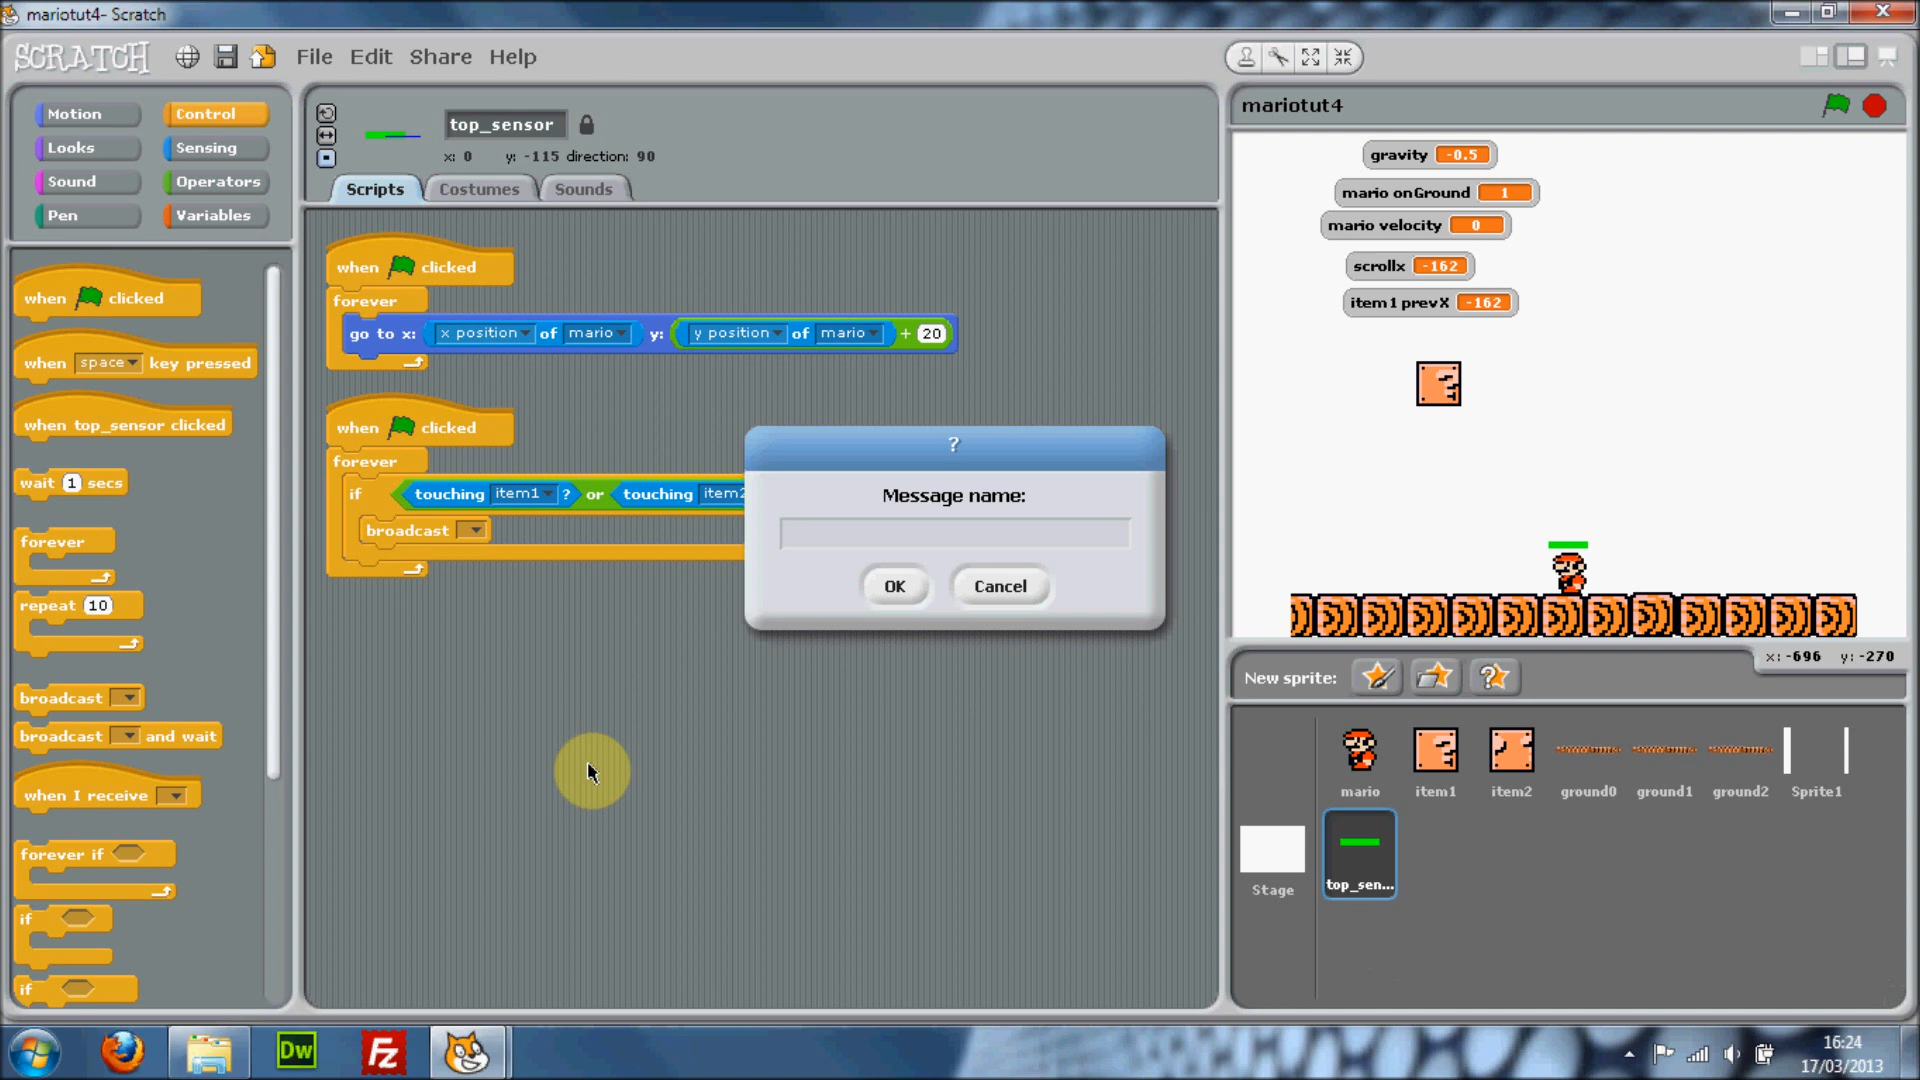 mariotut4- Scratch
SCRATCH File Edit Share Help
Motion Control
Looks Sensing
Sound Operators
Pen Variables
when clicked
when space key pressed
when top_sensor clicked
wait 1 secs
forever
repeat 10
broadcast
broadcast and wait
when I receive
forever if
if
if
top_sensor
x: 0 y: -115 direction: 90
Scripts Costumes Sounds
when clicked
forever
go to x: x position of mario y: y position of mario + 20
when clicked
forever
if touching item1 ? or touching item2
broadcast
?
Message name:
OK Cancel
mariotut4
gravity -0.5
mario onGround 1
mario velocity 0
scrollx -162
item1 prevX -162
x: -696 y: -270
New sprite:
mario item1 item2 ground0 ground1 ground2 Sprite1
Stage
top_sen...
Dw
Fz
16:24
17/03/2013